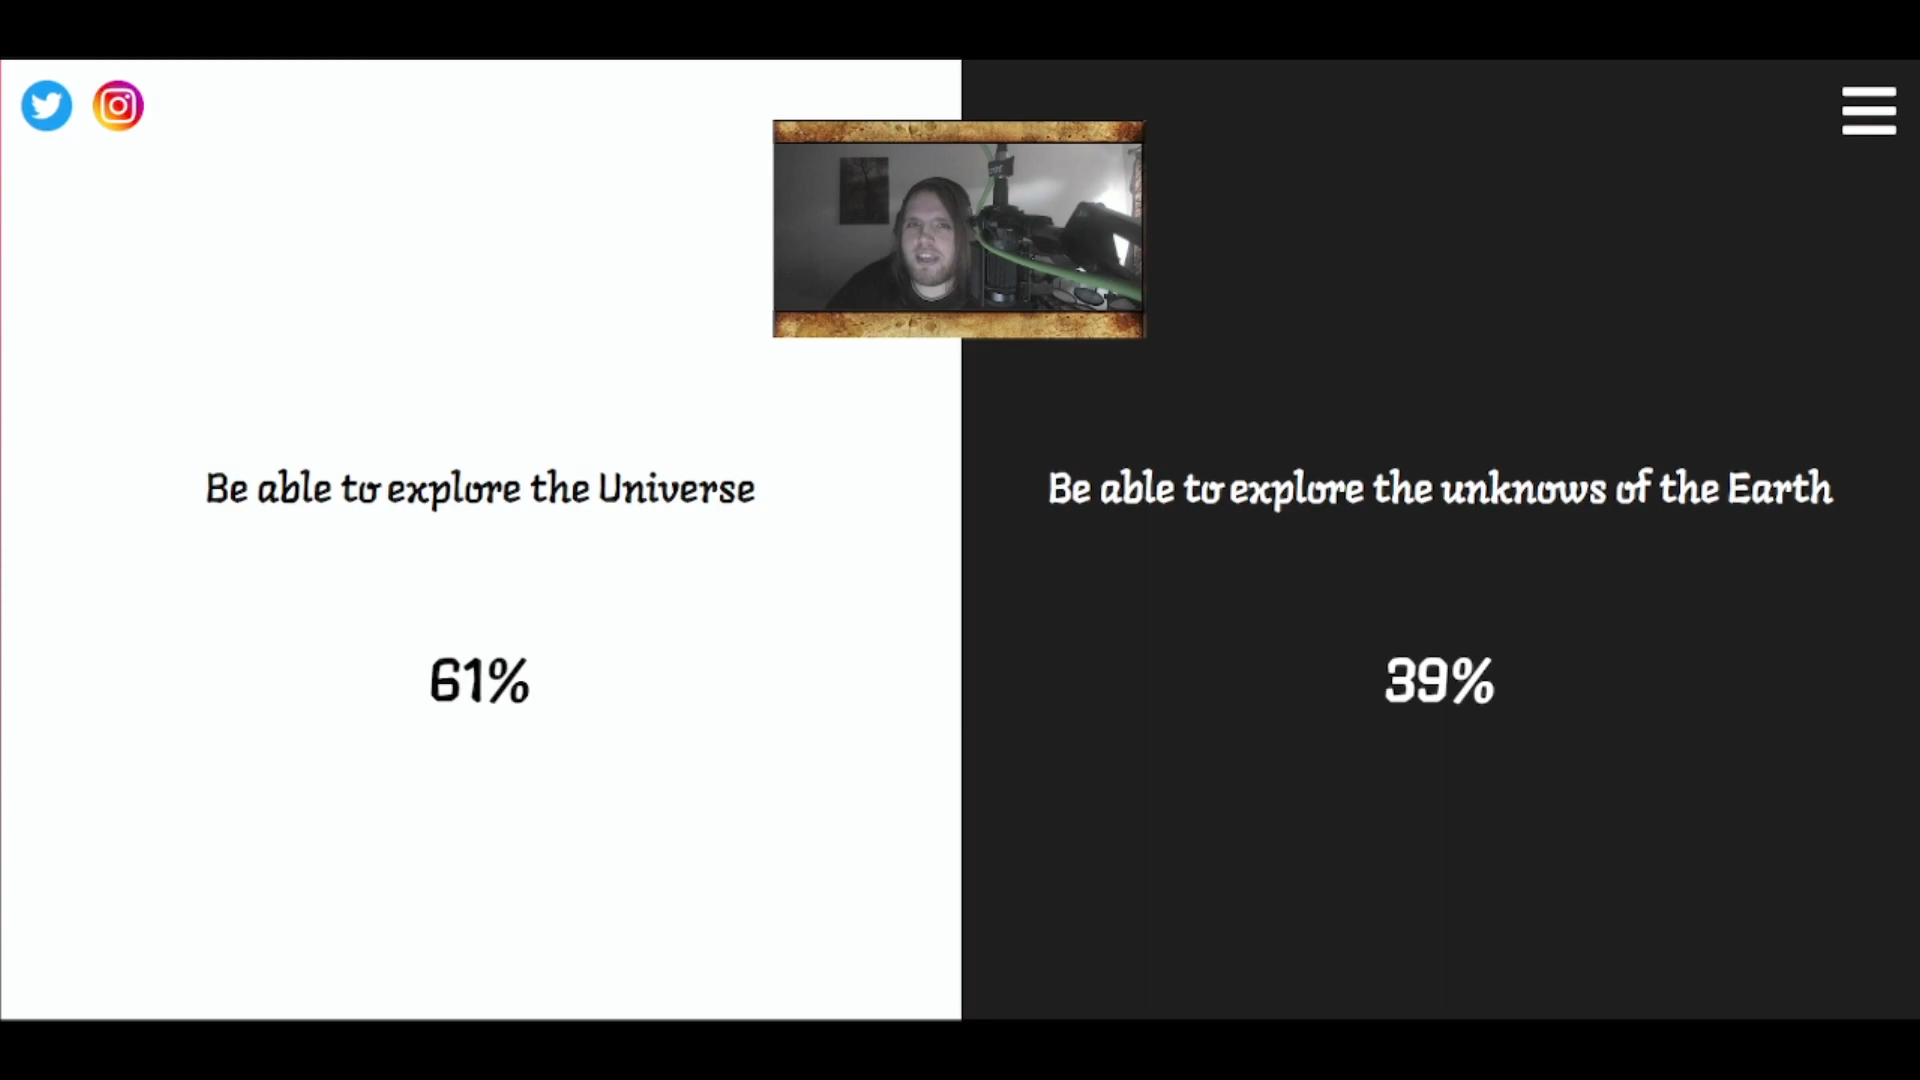 Be able to explore the Universe
Be able to explore the unknows of the Earth
61%
39%